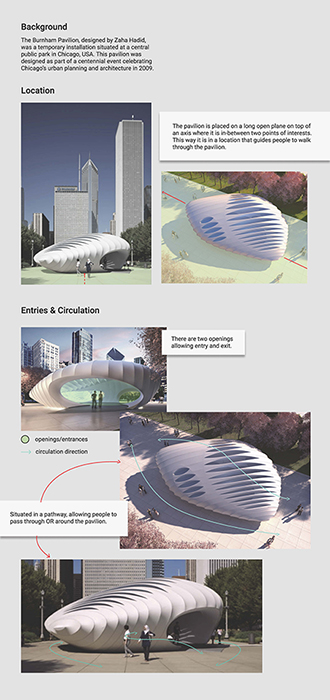 Background
The Burnham Pavilion, designed by Zaha Hadid,
was a temporary installation situated at a central
public park in Chicago, USA. This pavilion was
designed as part of a centennial event celebrating
Chicago's urban planning and architecture in 2009.
Location
The pavilion is placed on a long open plane on top of
an axis where it is in-between two points of interests.
This way it is in a location that guides people to walk
through the pavilion.
Entries & Circulation
There are two openings
allowing entry and exit.
openings/entrances
circulation direction
Situated in a pathway, allowing people to
pass through OR around the pavilion.